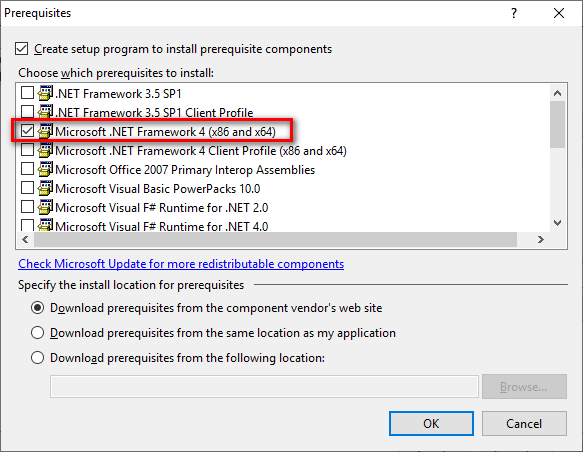 Prerequisites
Create setup program to install prerequisite components
Choose which prerequisites to install:
.NET Framework 3.5 SP1
.NET Framework 3.5 SP1 Client Profile
Microsoft .NET Framework 4 (x86 and x64)
Microsoft .NET Framework 4 Client Profile (x86 and x64)
Microsoft Office 2007 Primary Interop Assemblies
Microsoft Visual Basic PowerPacks 10.0
Microsoft Visual F# Runtime for .NET 2.0
Microsoft Visual F# Runtime for .NET 4.0
Check Microsoft Update for more redistributable components
Specify the install location for prerequisites
Download prerequisites from the component vendor's web site
Download prerequisites from the same location as my application
Download prerequisites from the following location:
Browse...
OK Cancel